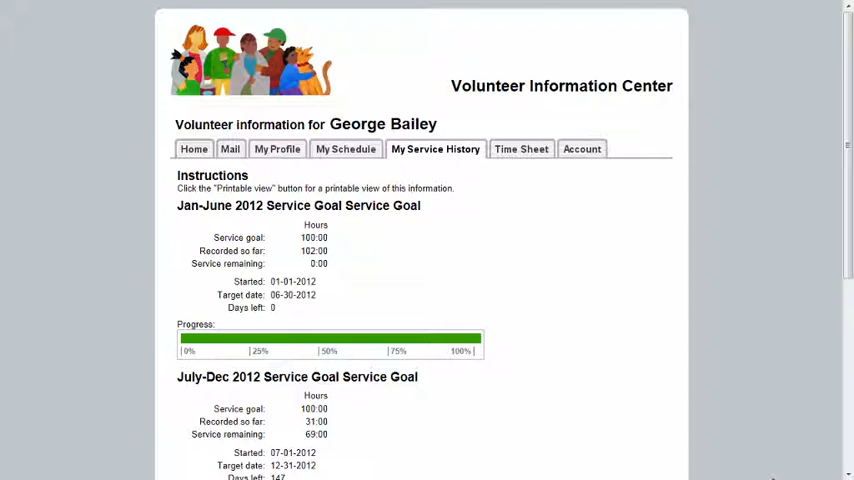 Volunteer Information Center
Volunteer information for George Bailey
Home Mail My Profile My Schedule My Service History Time Sheet Account
Instructions
Click the "Printable view" button for a printable view of this information.
Jan-June 2012 Service Goal Service Goal
Hours
Service goal: 100:00
Recorded so far: 102:00
Service remaining: 0:00
Started: 01-01-2012
Target date: 06-30-2012
Days left: 0
Progress:
|0% |25% |50% |75% 100% |
July-Dec 2012 Service Goal Service Goal
Hours
Service goal: 100:00
Recorded so far: 31:00
Service remaining: 69:00
Started: 07-01-2012
Target date: 12-31-2012
Days left: 147